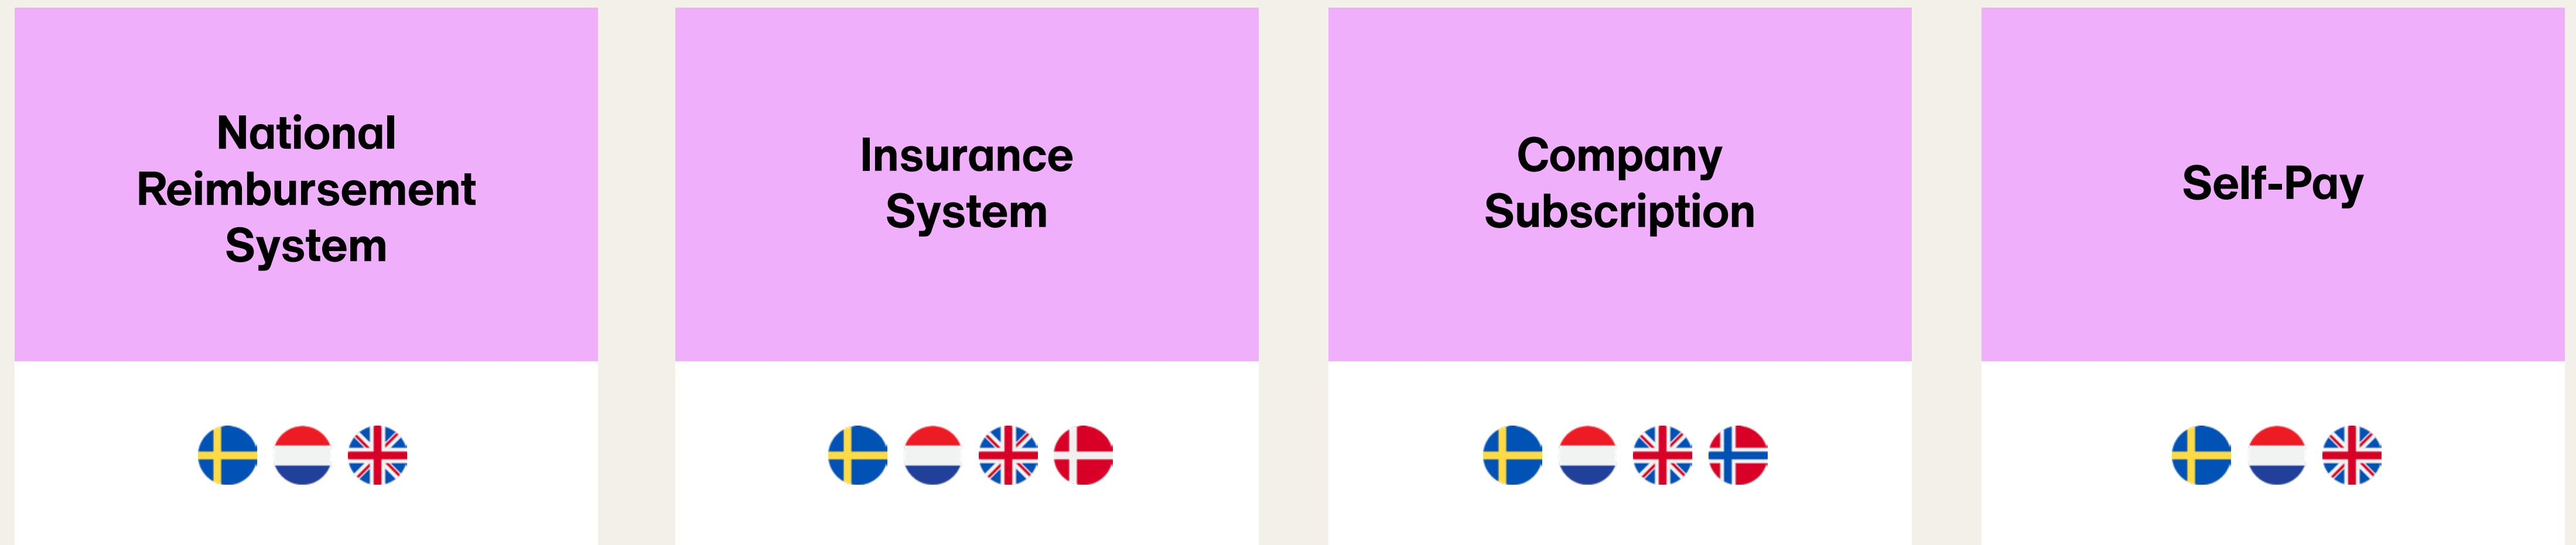 National
Reimbursement
System
Insurance
System
Company
Subscription
Self-Pay